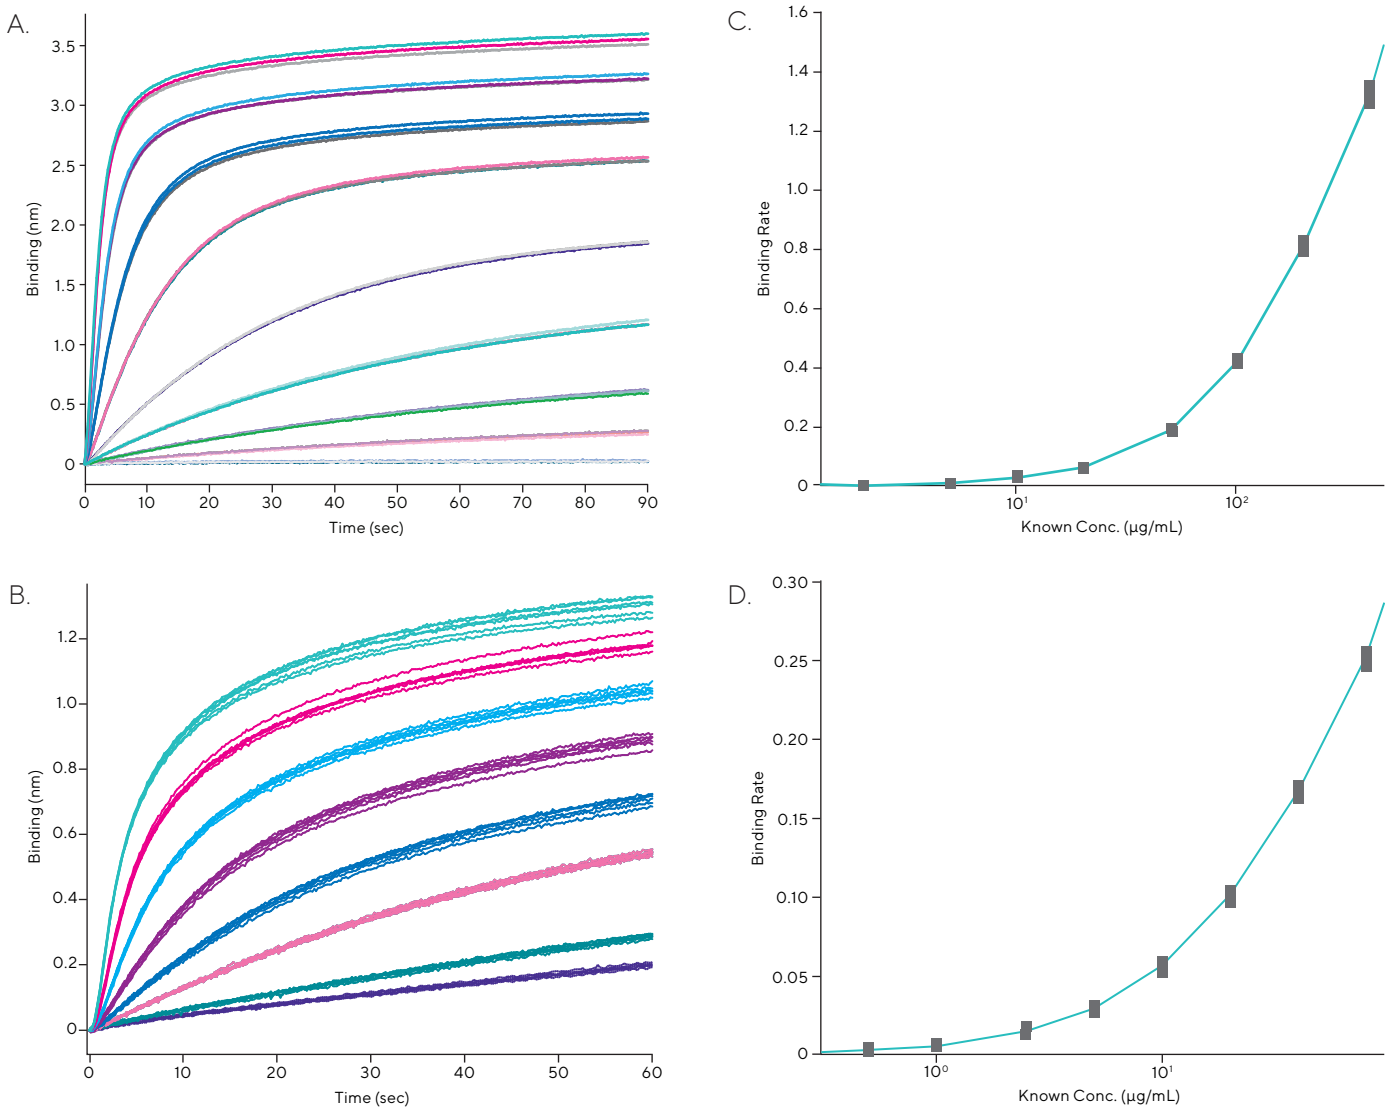 A.
Binding (nm)
3.5
3.0
2.5
2.0
1.5
1.0
0.5
0
0 10 20 30 40 50 60 70 80 90
Time (sec)
C.
Binding Rate
1.6
1.4
1.2
1.0
0.8
0.6
0.4
0.2
0
10¹ 10²
Known Conc. (µg/mL)
B.
Binding (nm)
1.2
1.0
0.8
0.6
0.4
0.2
0
0 10 20 30 40 50 60
Time (sec)
D.
Binding Rate
0.30
0.25
0.20
0.15
0.10
0.05
0
10⁰ 10¹
Known Conc. (µg/mL)